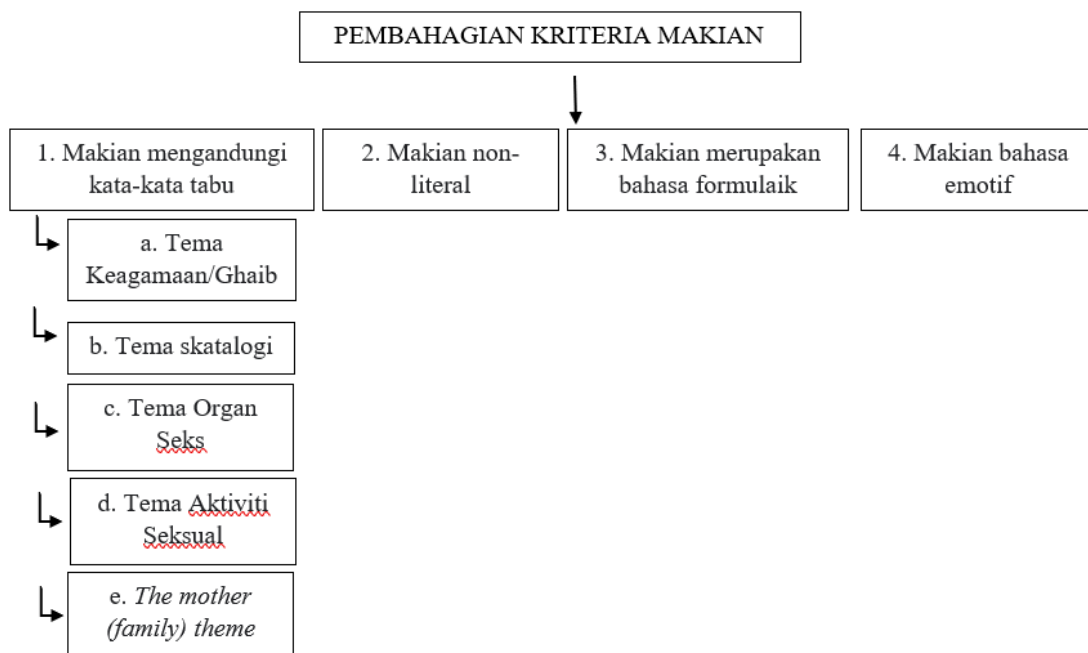 PEMBAHAGIAN KRITERIA MAKIAN
1. Makian mengandungi
kata-kata tabu
2. Makian non-
literal
3. Makian merupakan
bahasa formulaik
4. Makian bahasa
emotif
a. Tema
Keagamaan/Ghaib
b. Tema skatalogi
c. Tema Organ
Seks
d. Tema Aktiviti
Seksual
e. The mother
(family) theme